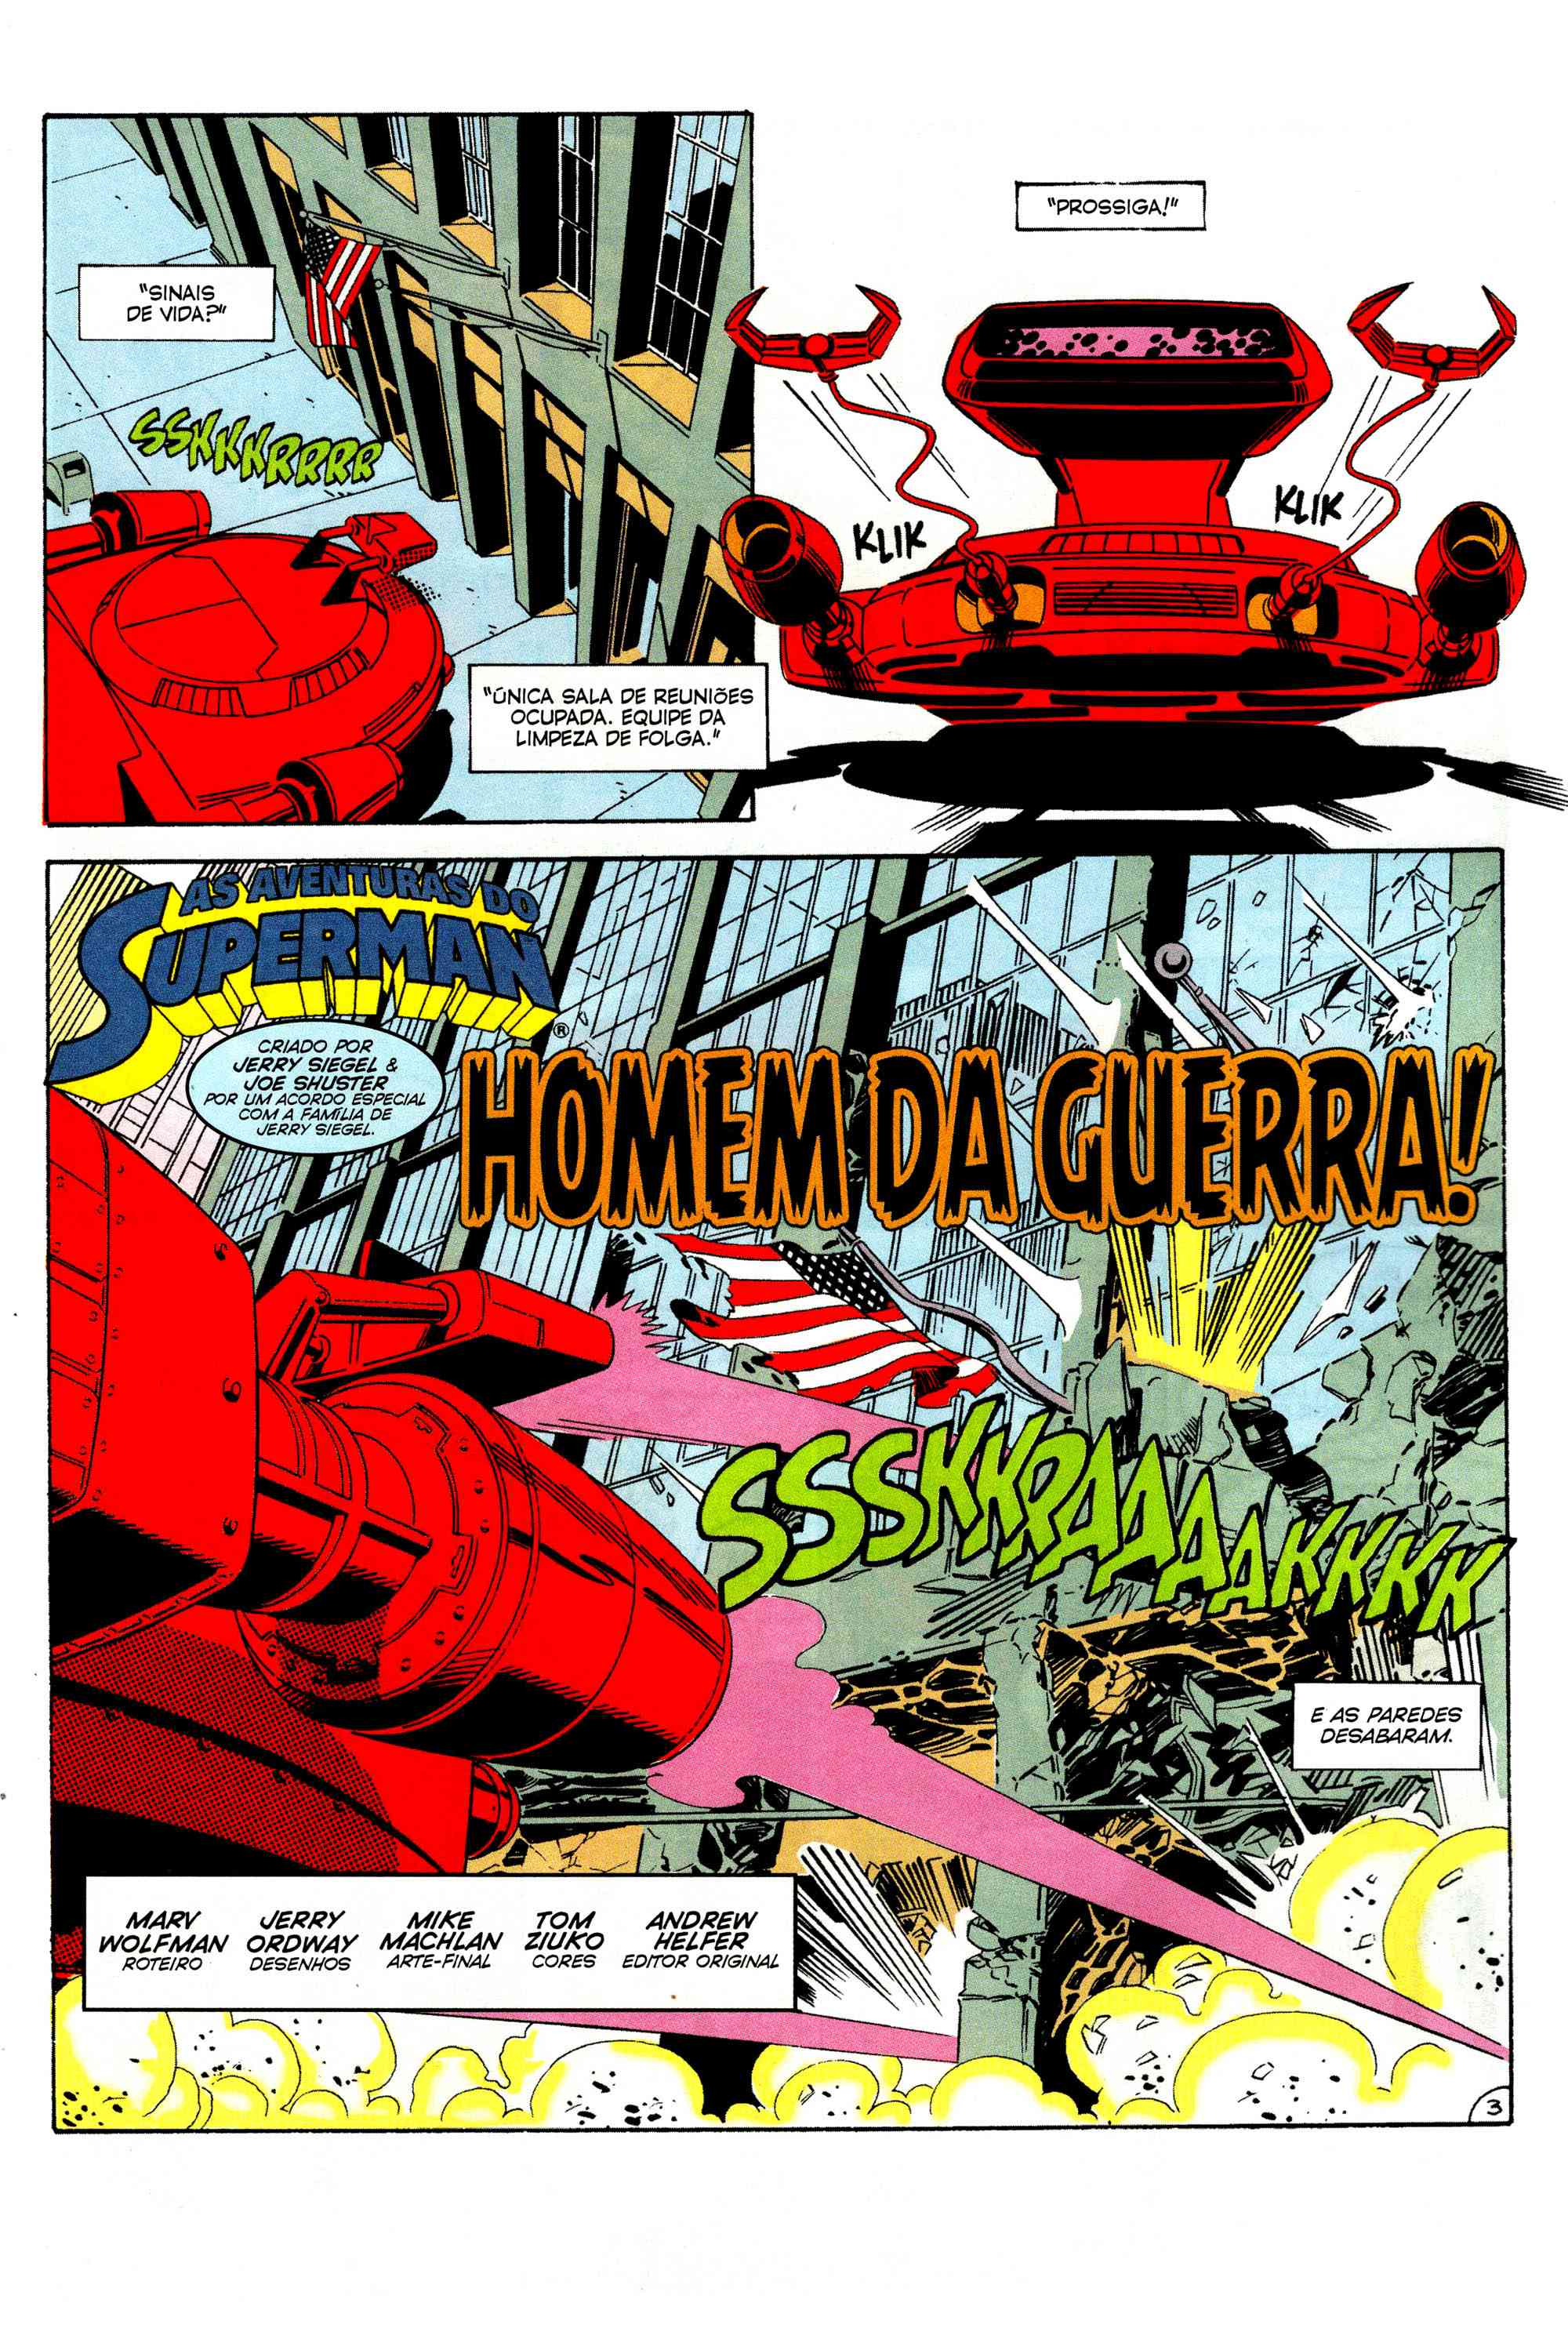 "SINAIS
DE VIDA?"
SSKKKRRRR
"ÚNICA SALA DE REUNIÕES
OCUPADA. EQUIPE DA
LIMPEZA DE FOLGA."
"PROSSIGA!"
KLIK
KLIK
AS AVENTURAS DO
SUPERMAN
®
CRIADO POR
JERRY SIEGEL &
JOE SHUSTER
POR UM ACORDO ESPECIAL
COM A FAMÍLIA DE
JERRY SIEGEL.
HOMEM DA GUERRA!
SSSKKRAAAAAKKKKK
E AS PAREDES
DESABARAM.
MARV WOLFMAN ROTEIRO
JERRY ORDWAY DESENHOS
MIKE MACHLAN ARTE-FINAL
TOM ZIUKO CORES
ANDREW HELFER EDITOR ORIGINAL
3